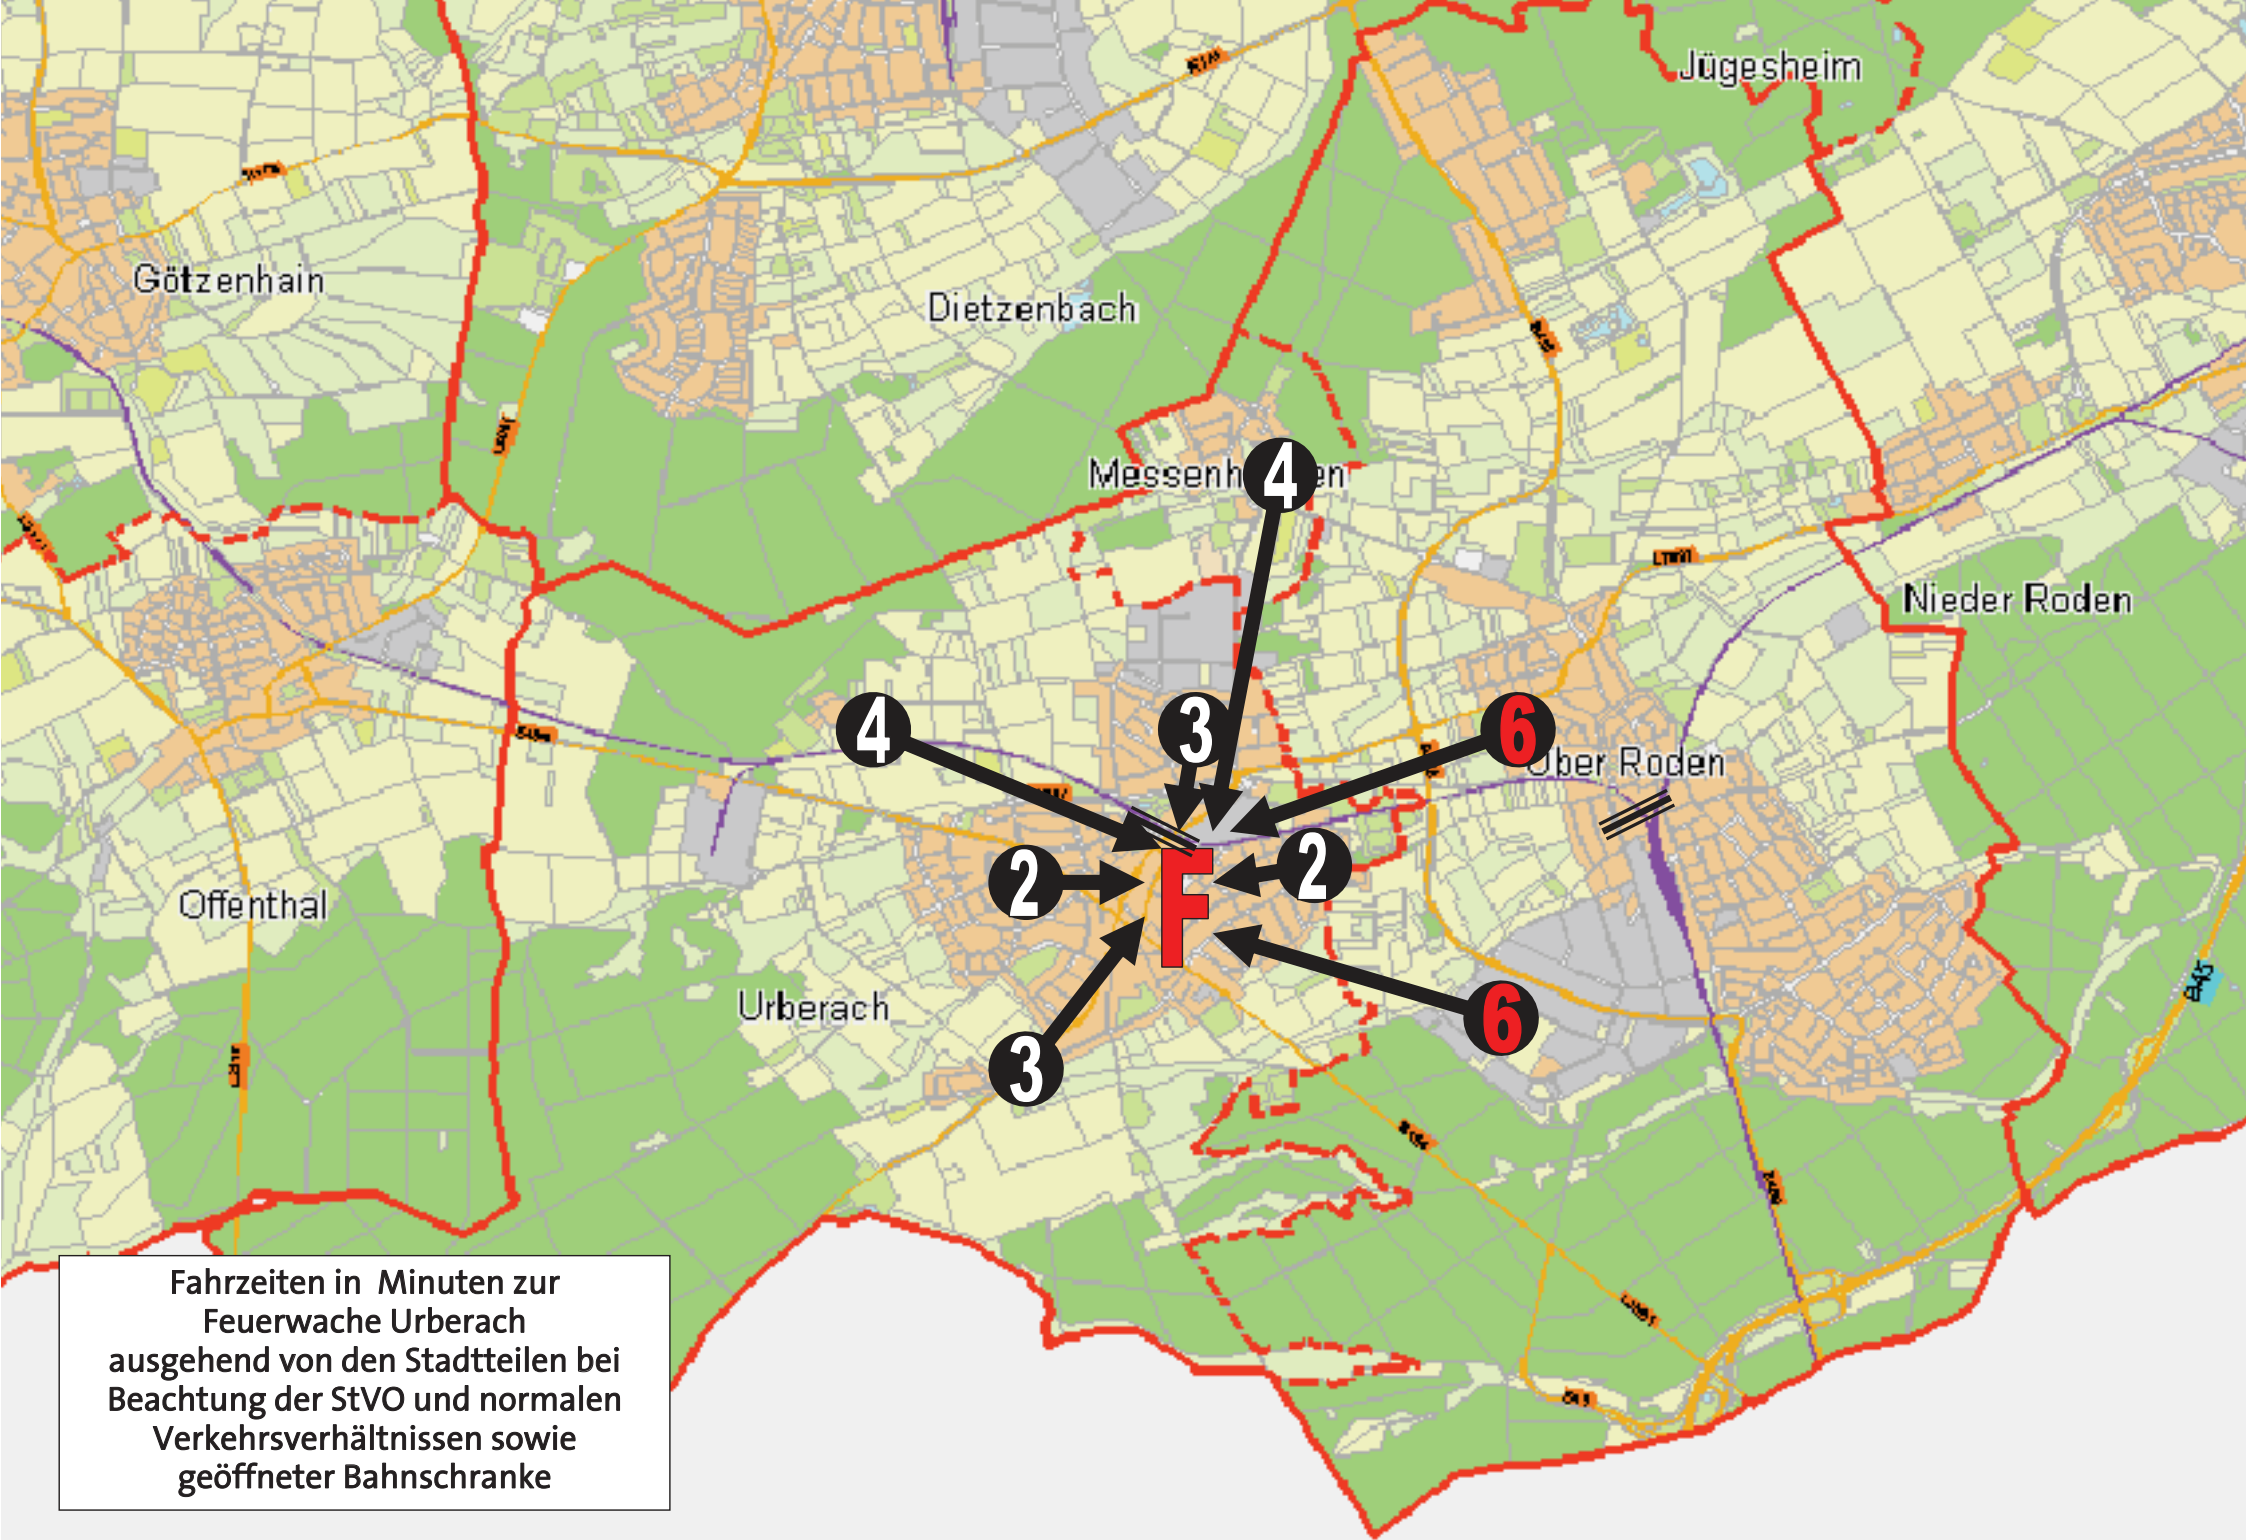 Jügesheim
Götzenhain
Dietzenbach
Messenh en
4
Nieder Roden
4
3
6
Ober Roden
2
F
2
Offenthal
Urberach
6
3
Fahrzeiten in Minuten zur
Feuerwache Urberach
ausgehend von den Stadtteilen bei
Beachtung der StVO und normalen
Verkehrsverhältnissen sowie
geöffneter Bahnschranke